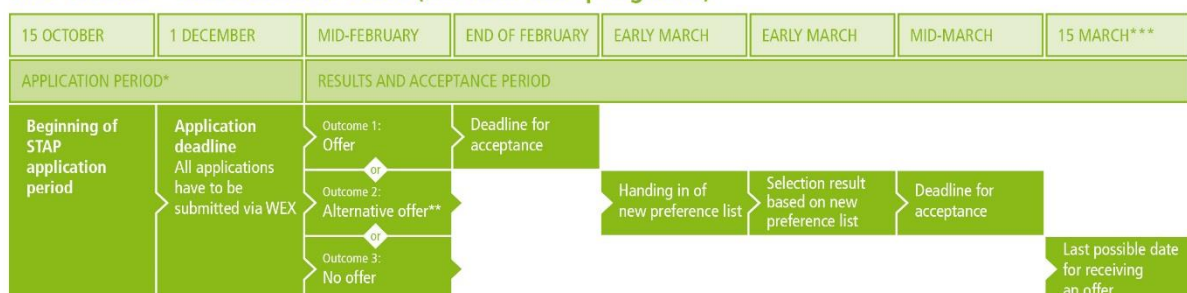 15 OCTOBER
1 DECEMBER
MID-FEBRUARY
END OF FEBRUARY
EARLY MARCH
EARLY MARCH
MID-MARCH
15 MARCH***
APPLICATION PERIOD*
RESULTS AND ACCEPTANCE PERIOD
Beginning of
STAP
application
period
Application
deadline
All applications
have to be
submitted via WEX
Outcome 1:
Offer
or
Outcome 2:
Alternative offer**
or
Outcome 3:
No offer
Deadline for
acceptance
Handing in of
new preference list
Selection result
based on new
preference list
Deadline for
acceptance
Last possible date
for receiving
an offer